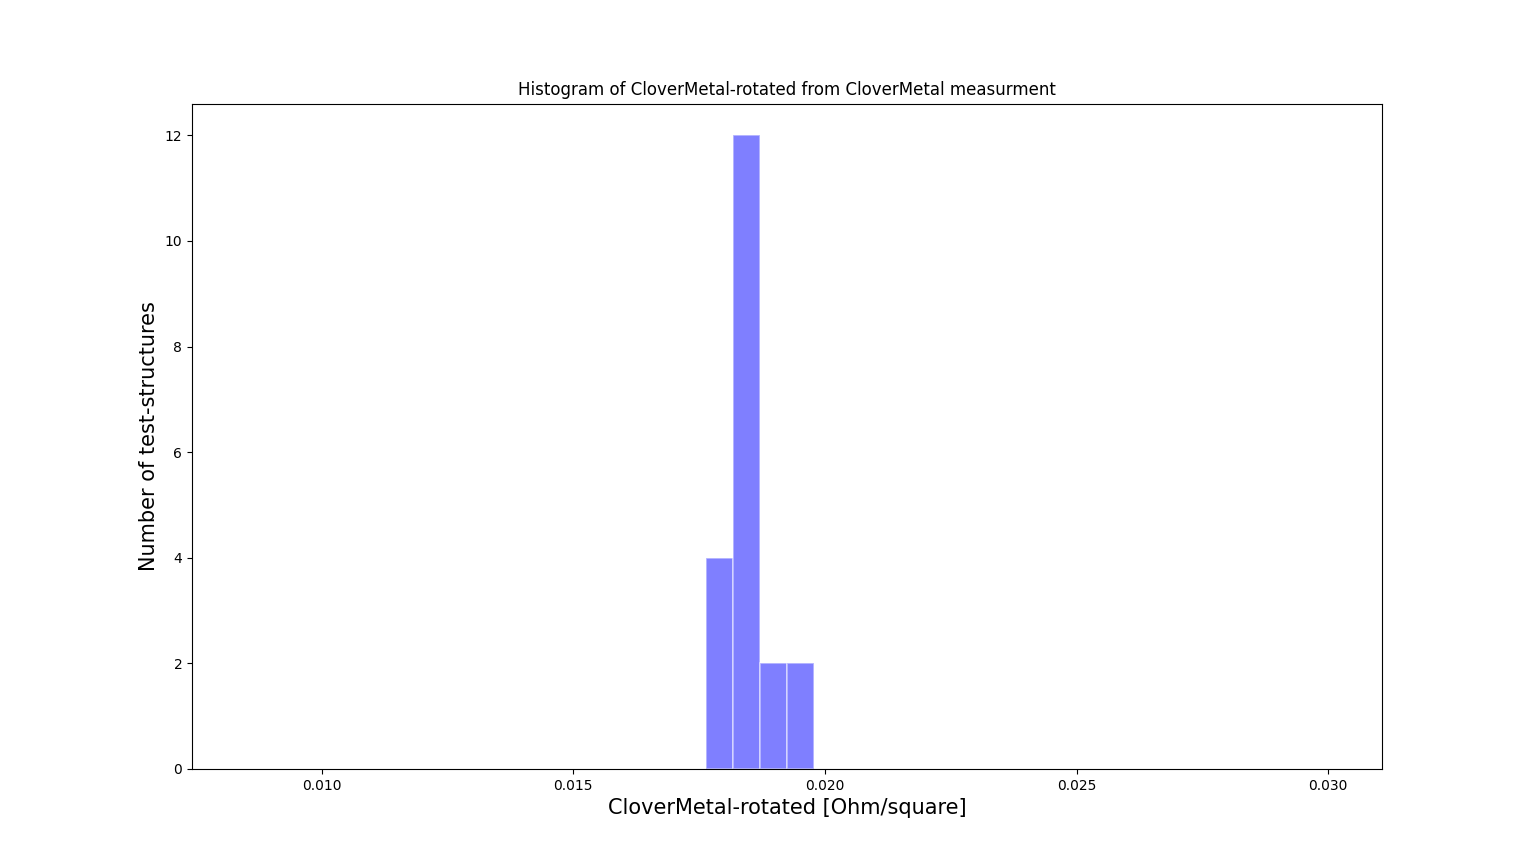 Histogram of CloverMetal-rotated from CloverMetal measurment
12
10
8
6
4
2
0
Number of test-structures
0.010 0.015 0.020 0.025 0.030
CloverMetal-rotated [Ohm/square]